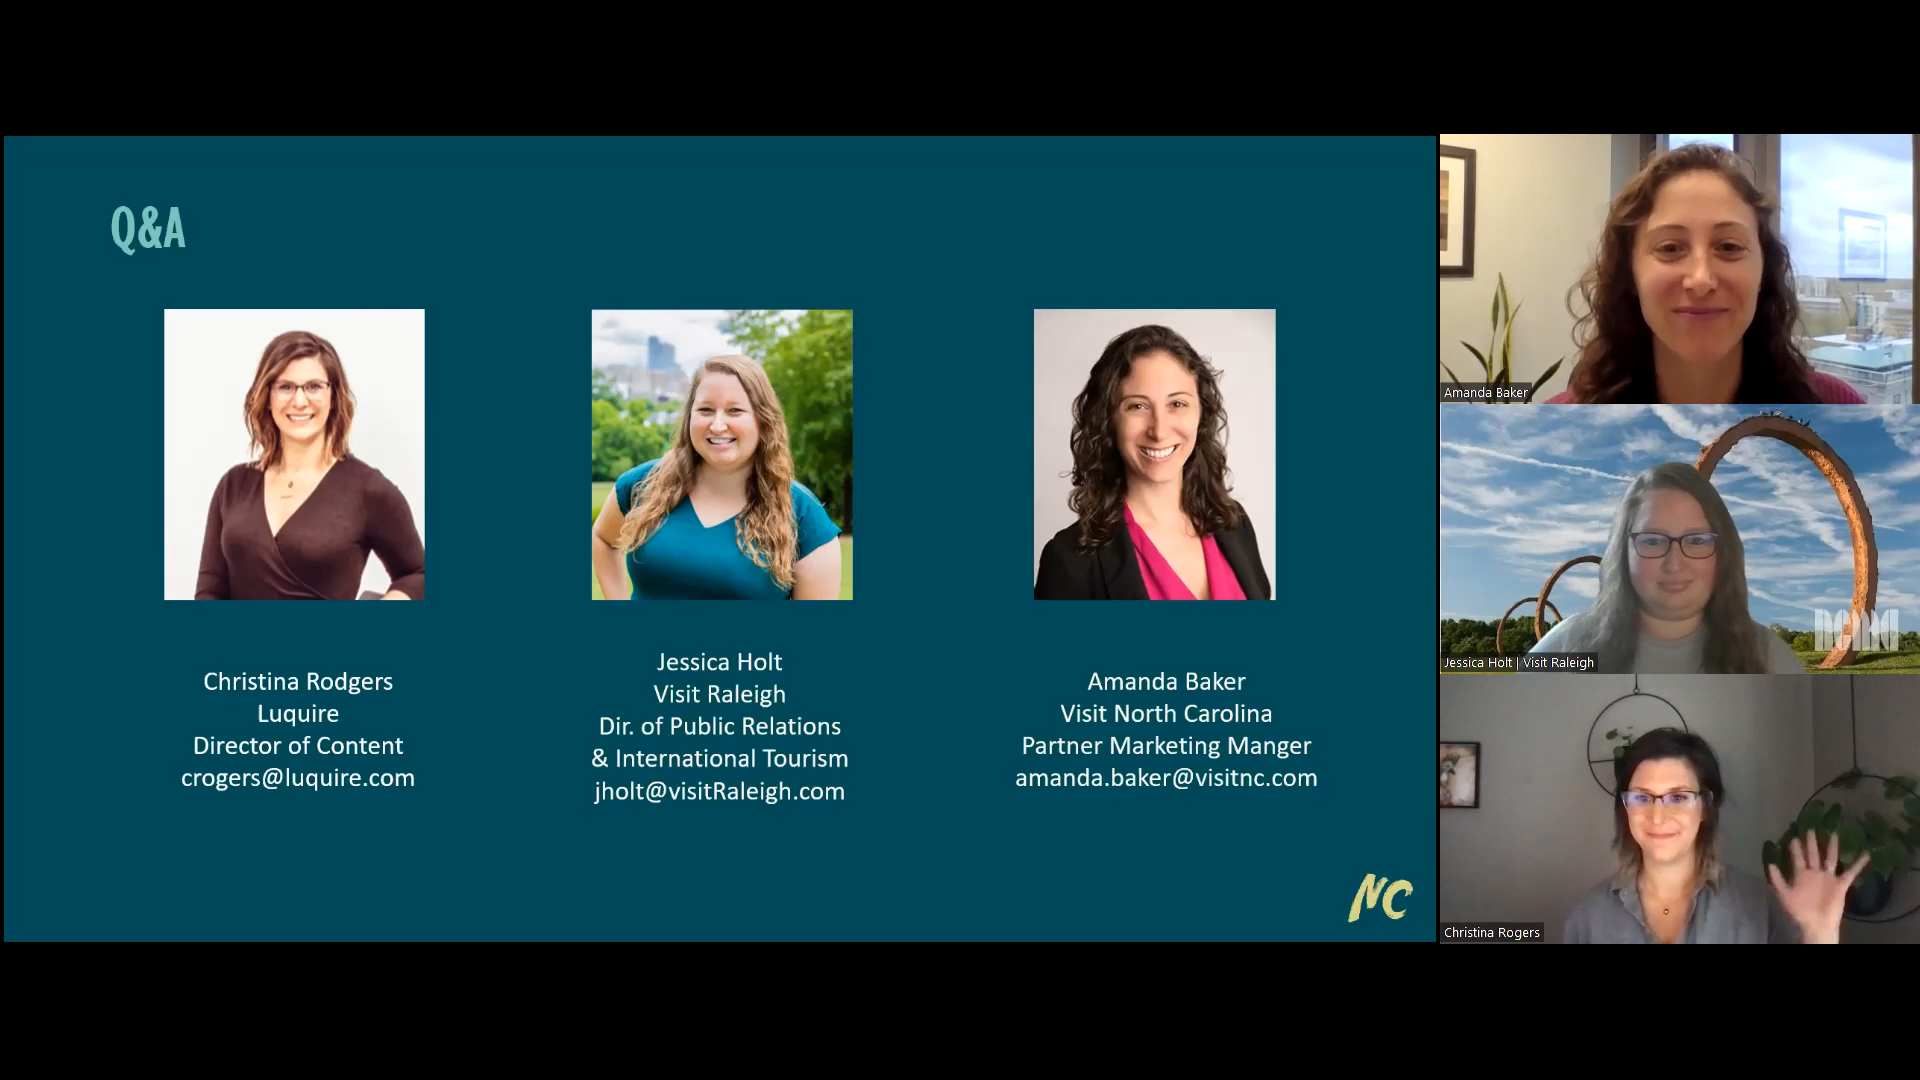 Q&A
Christina Rodgers
Luquire
Director of Content
crogers@luquire.com
Jessica Holt
Visit Raleigh
Dir. of Public Relations
& International Tourism
jholt@visitRaleigh.com
Amanda Baker
Visit North Carolina
Partner Marketing Manger
amanda.baker@visitnc.com
NC
Amanda Baker
Jessica Holt | Visit Raleigh
Christina Rogers